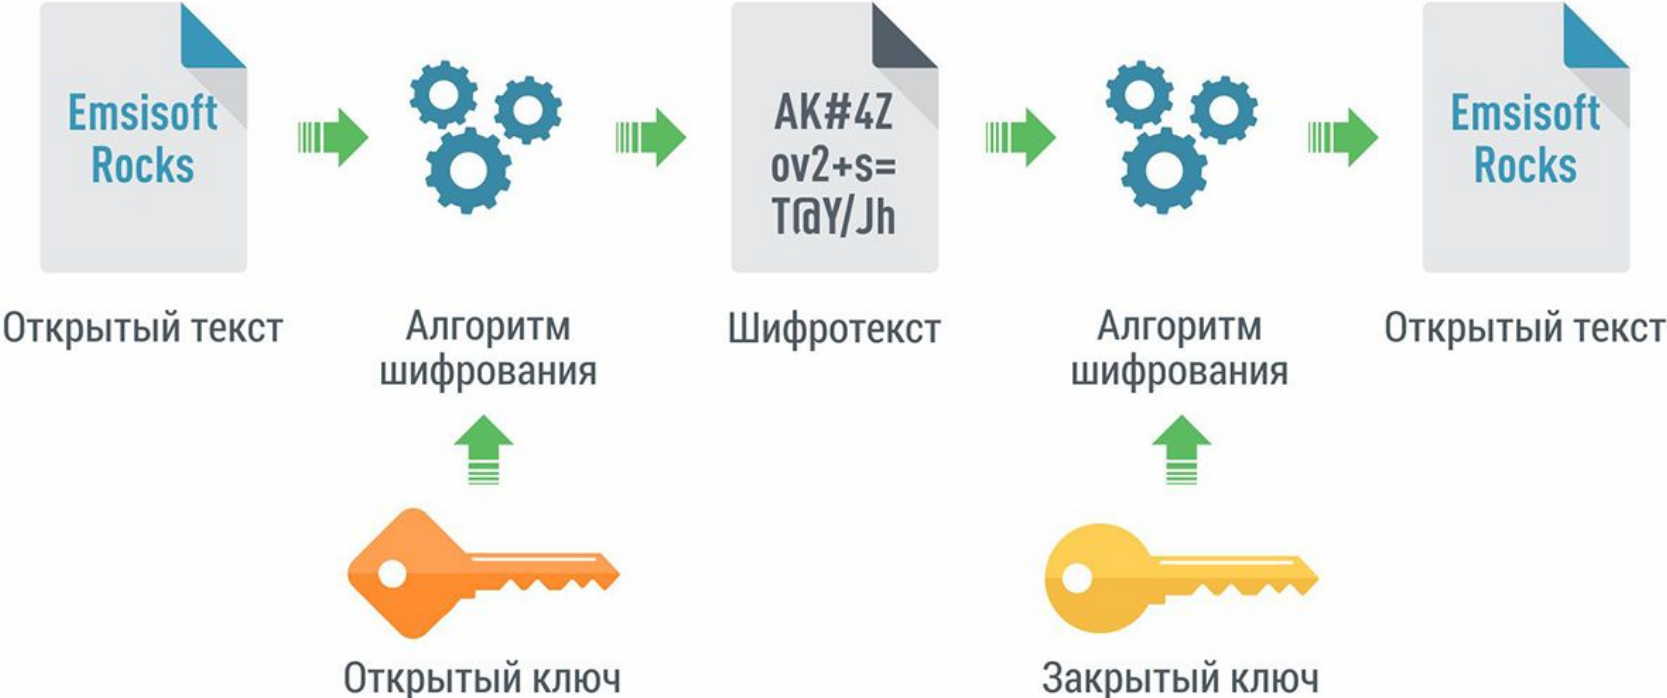 Emsisoft
Rocks
AK#4Z
ov2+s=
T@Y/Jh
Emsisoft
Rocks
Открытый текст
Алгоритм
шифрования
Шифротекст
Алгоритм
шифрования
Открытый текст
Открытый ключ
Закрытый ключ